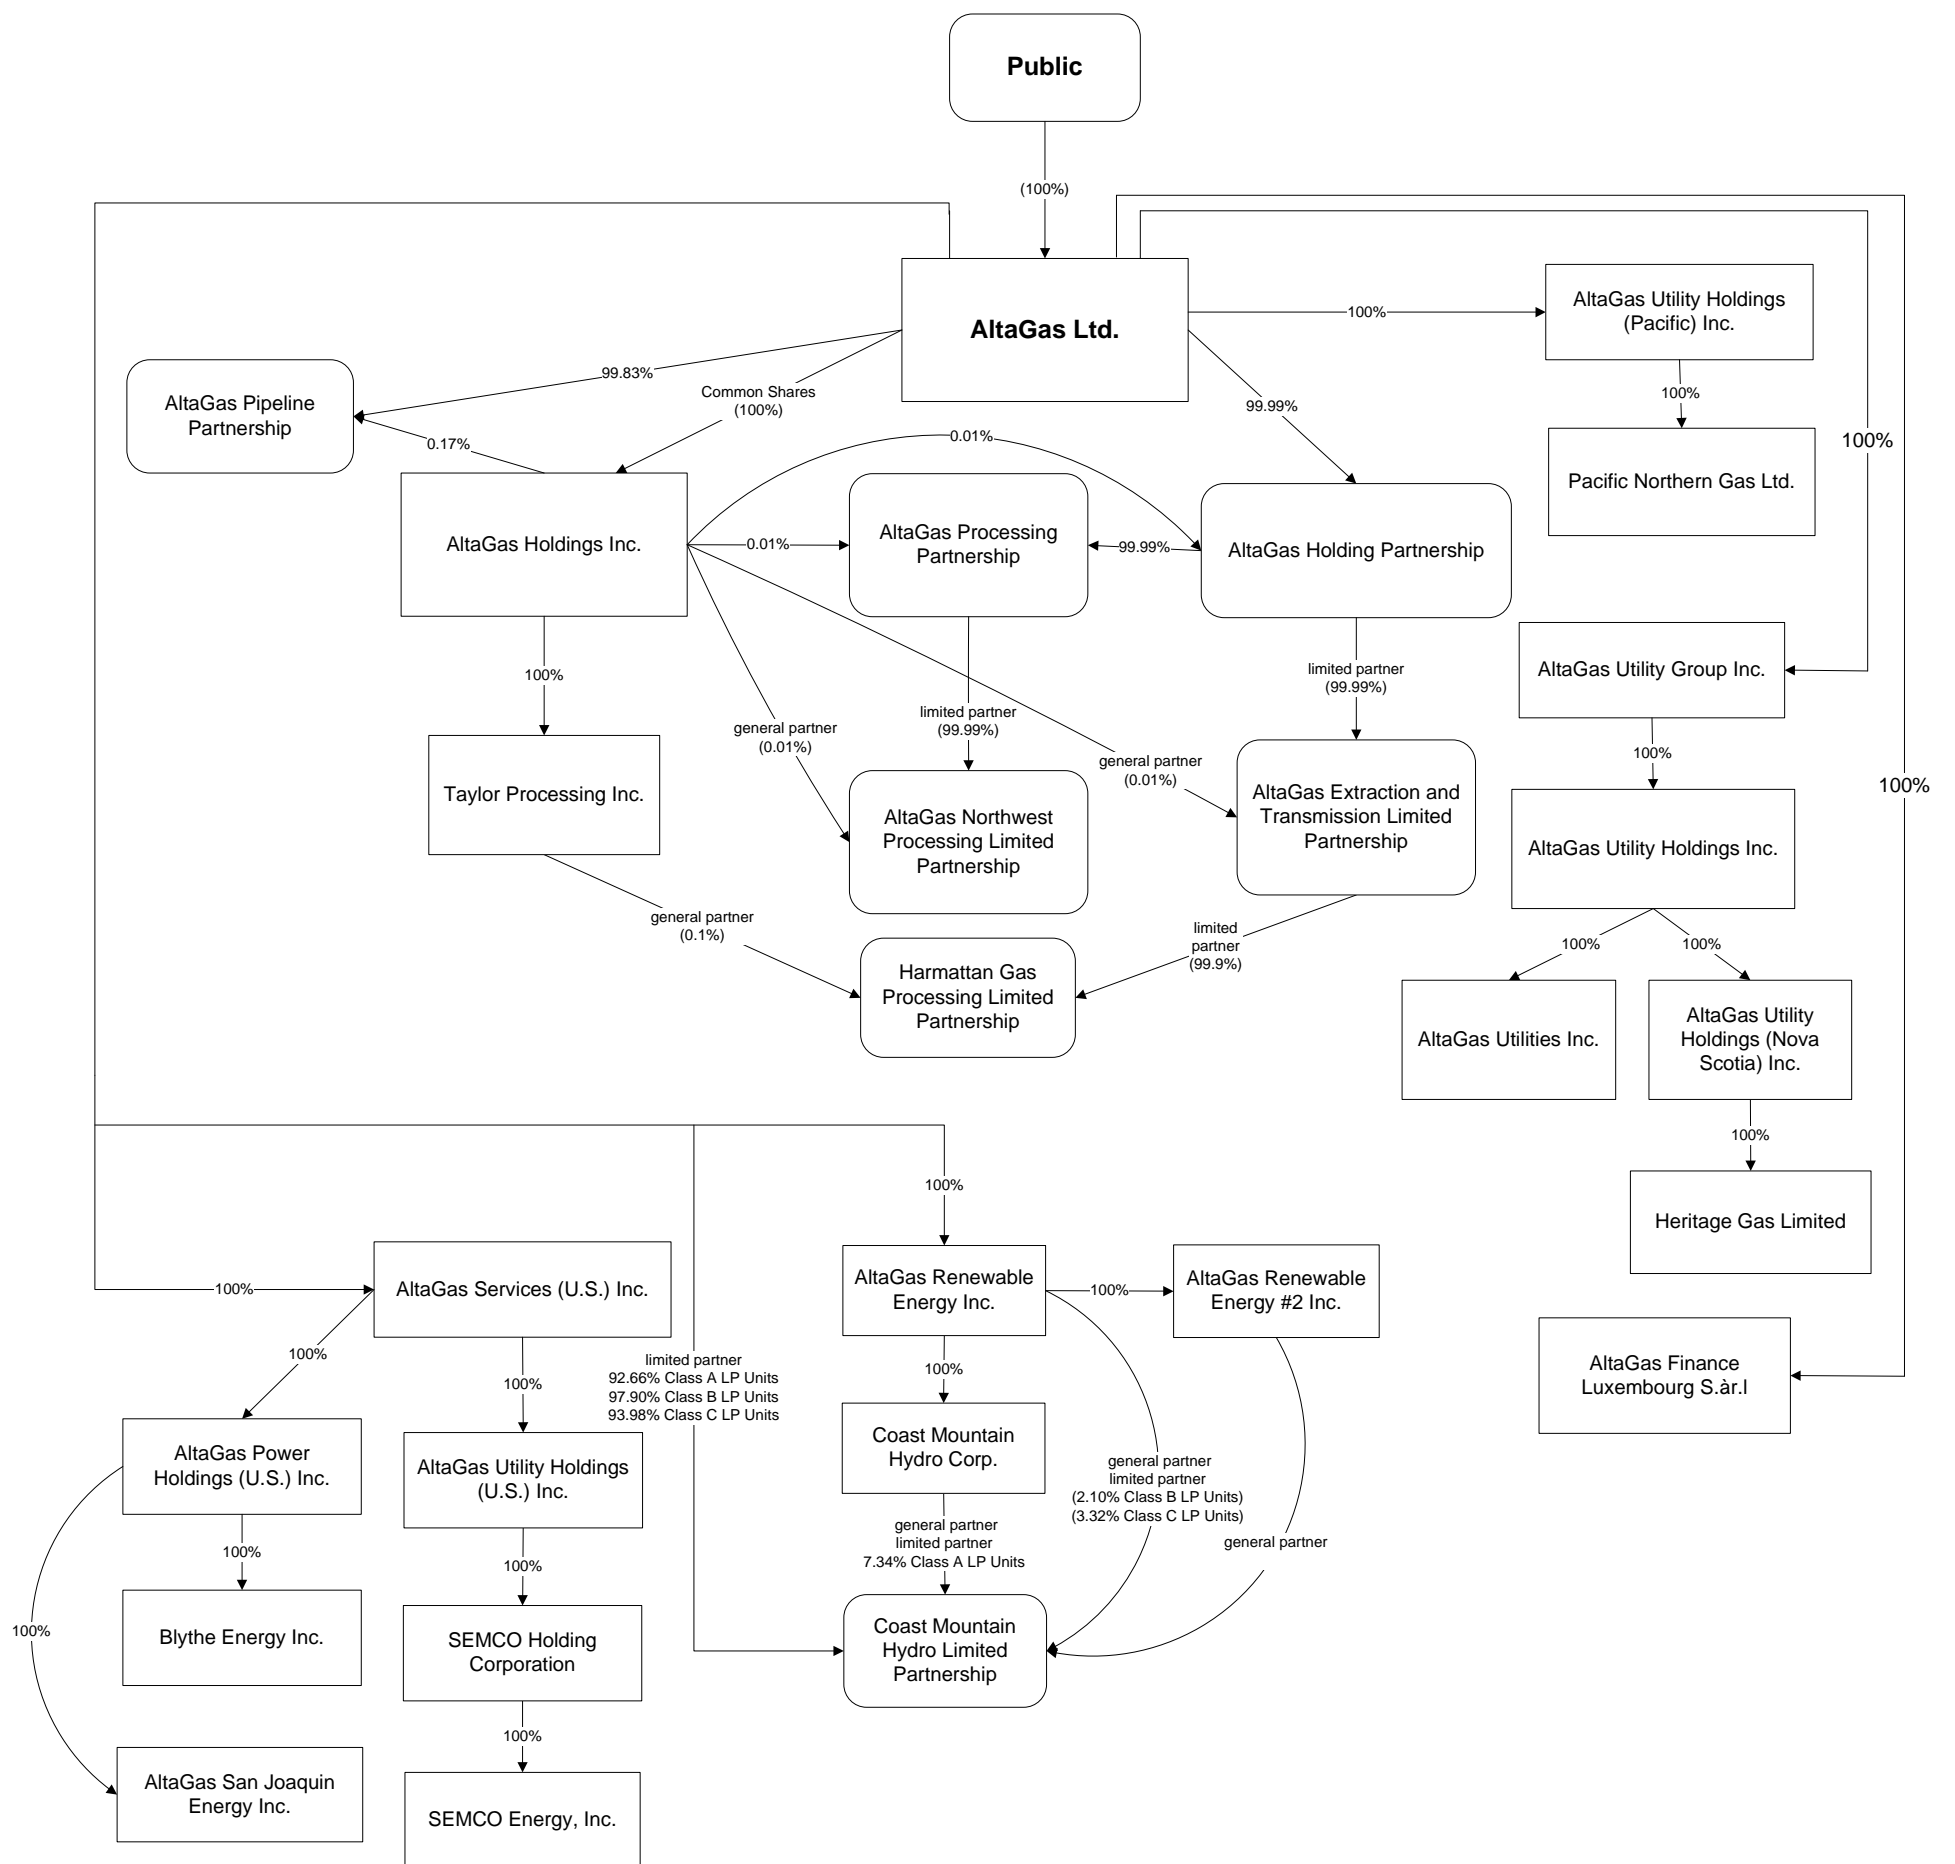 Public
(100%)
AltaGas Ltd.
100%
AltaGas Utility Holdings
(Pacific) Inc.
99.83%
Common Shares
(100%)
99.99%
100%
AltaGas Pipeline
Partnership
0.17%
0.01%
100%
Pacific Northern Gas Ltd.
AltaGas Holdings Inc.
0.01%
AltaGas Processing
Partnership
99.99%
AltaGas Holding Partnership
100%
limited partner
(99.99%)
AltaGas Utility Group Inc.
general partner
(0.01%)
limited partner
(99.99%)
general partner
(0.01%)
100%
100%
Taylor Processing Inc.
AltaGas Northwest
Processing Limited
Partnership
AltaGas Extraction and
Transmission Limited
Partnership
AltaGas Utility Holdings Inc.
general partner
(0.1%)
limited
partner
(99.9%)
100%
100%
Harmattan Gas
Processing Limited
Partnership
AltaGas Utilities Inc.
AltaGas Utility
Holdings (Nova
Scotia) Inc.
100%
100%
Heritage Gas Limited
100%
AltaGas Services (U.S.) Inc.
AltaGas Renewable
Energy Inc.
100%
AltaGas Renewable
Energy #2 Inc.
100%
100%
limited partner
92.66% Class A LP Units
97.90% Class B LP Units
93.98% Class C LP Units
100%
AltaGas Finance
Luxembourg S.àr.l
AltaGas Power
Holdings (U.S.) Inc.
AltaGas Utility Holdings
(U.S.) Inc.
Coast Mountain
Hydro Corp.
general partner
limited partner
(2.10% Class B LP Units)
(3.32% Class C LP Units)
100%
100%
general partner
limited partner
7.34% Class A LP Units
general partner
100%
Blythe Energy Inc.
SEMCO Holding
Corporation
Coast Mountain
Hydro Limited
Partnership
100%
AltaGas San Joaquin
Energy Inc.
SEMCO Energy, Inc.